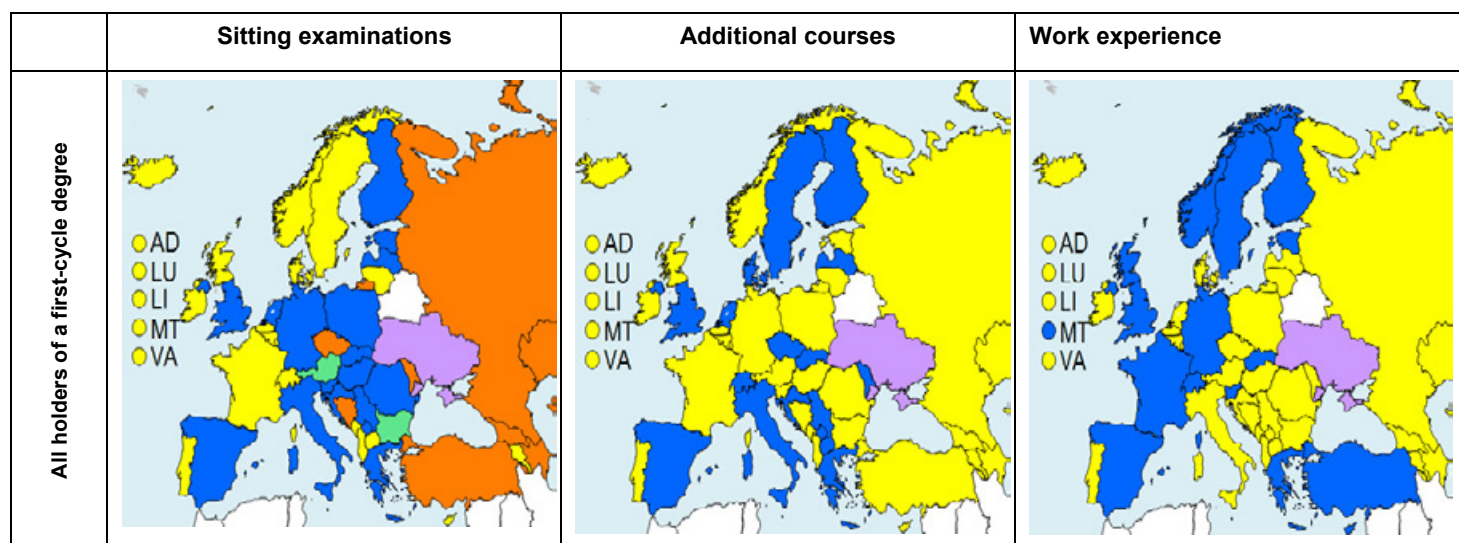 Sitting examinations
Additional courses
Work experience
All holders of a first-cycle degree
AD
LU
LI
MT
VA
AD
LU
LI
MT
VA
AD
LU
LI
MT
VA